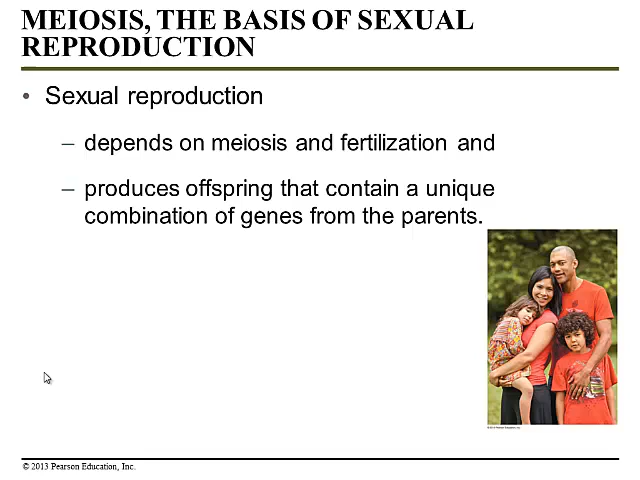 MEIOSIS, THE BASIS OF SEXUAL
REPRODUCTION
• Sexual reproduction
– depends on meiosis and fertilization and
– produces offspring that contain a unique
combination of genes from the parents.
© 2013 Pearson Education, Inc.